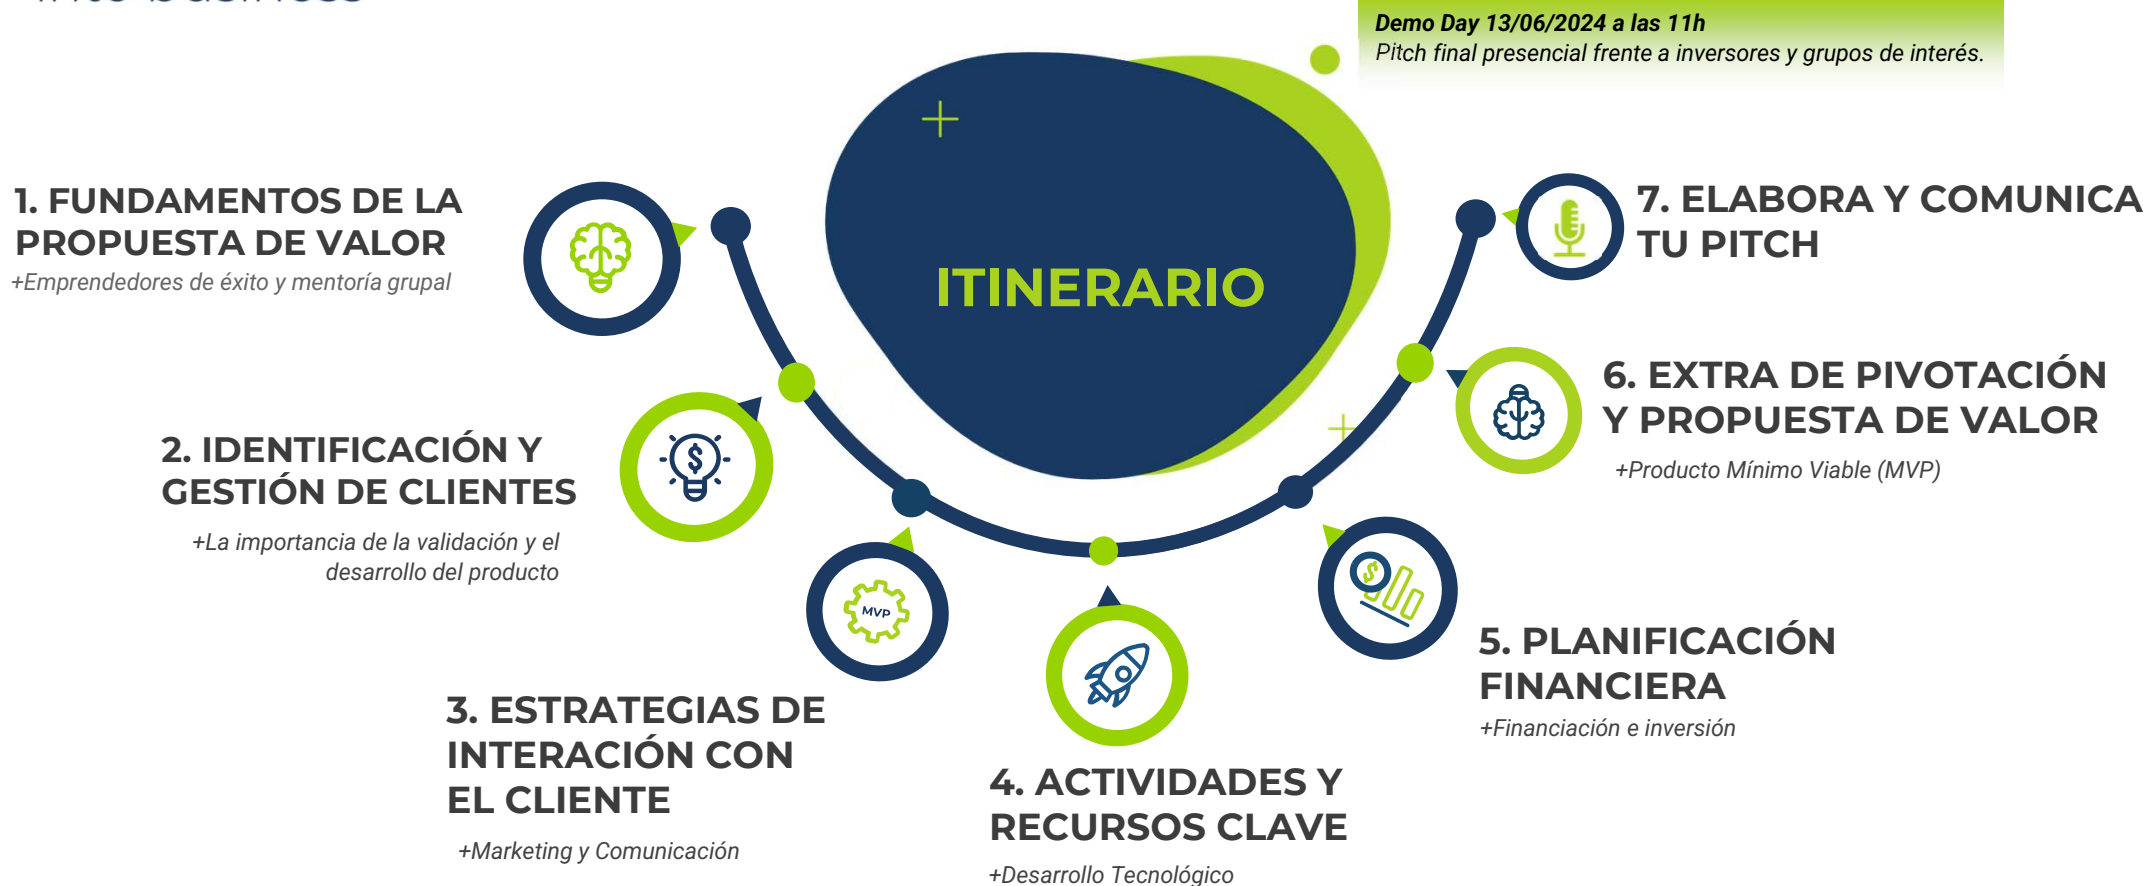 Demo Day 13/06/2024 a las 11h
Pitch final presencial frente a inversores y grupos de interés.
ITINERARIO
1. FUNDAMENTOS DE LA
PROPUESTA DE VALOR
+Emprendedores de éxito y mentoría grupal
2. IDENTIFICACIÓN Y
GESTIÓN DE CLIENTES
+La importancia de la validación y el
desarrollo del producto
MVP
3. ESTRATEGIAS DE
INTERACIÓN CON
EL CLIENTE
+Marketing y Comunicación
4. ACTIVIDADES Y
RECURSOS CLAVE
+Desarrollo Tecnológico
5. PLANIFICACIÓN
FINANCIERA
+Financiación e inversión
6. EXTRA DE PIVOTACIÓN
Y PROPUESTA DE VALOR
+Producto Mínimo Viable (MVP)
7. ELABORA Y COMUNICA
TU PITCH